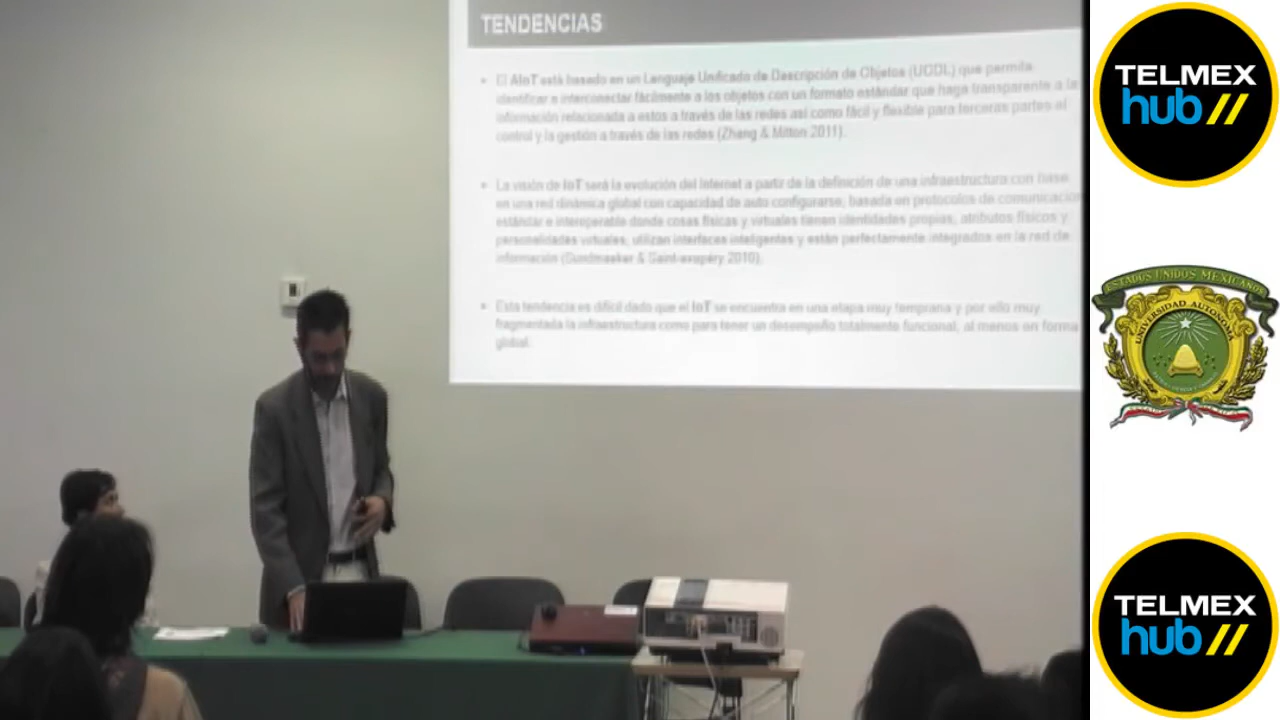 TENDENCIAS
El AIoT está basado en un Lenguaje Unificado de Descripción de Objetos (UODL) que permita
identificar e interconectar fácilmente a los objetos con un formato estándar que haga transparente a la
información relacionada a estos a través de las redes así como fácil y flexible para terceras partes el
control y la gestión a través de las redes (Zhang & Mitton 2011).
La visión de IoT será la evolución del Internet a partir de la definición de una infraestructura con base
en una red dinámica global con capacidad de auto configurarse, basada en protocolos de comunicación
estándar e interoperable donde cosas físicas y virtuales tienen identidades propias, atributos físicos y
personalidades virtuales, utilizan interfaces inteligentes y están perfectamente integrados en la red de
información (Sundmaeker & Saint-exupéry 2010).
Esta tendencia es difícil dado que el IoT se encuentra en una etapa muy temprana y por ello muy
fragmentada la infraestructura como para tener un desempeño totalmente funcional, al menos en forma
global.
TELMEX
hub//
ESTADOS UNIDOS MEXICANOS
UNIVERSIDAD AUTONOMA
TELMEX
hub//